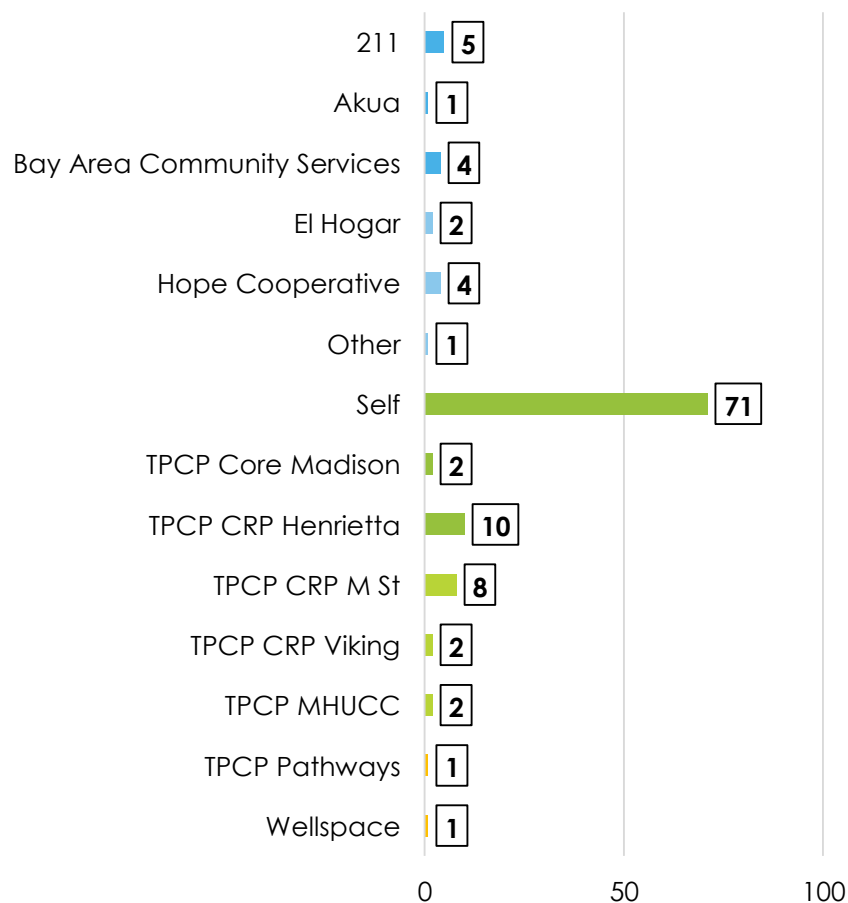 211 5
Akua 1
Bay Area Community Services 4
El Hogar 2
Hope Cooperative 4
Other 1
Self 71
TPCP Core Madison 2
TPCP CRP Henrietta 10
TPCP CRP M St 8
TPCP CRP Viking 2
TPCP MHUCC 2
TPCP Pathways 1
Wellspace 1
0 50 100